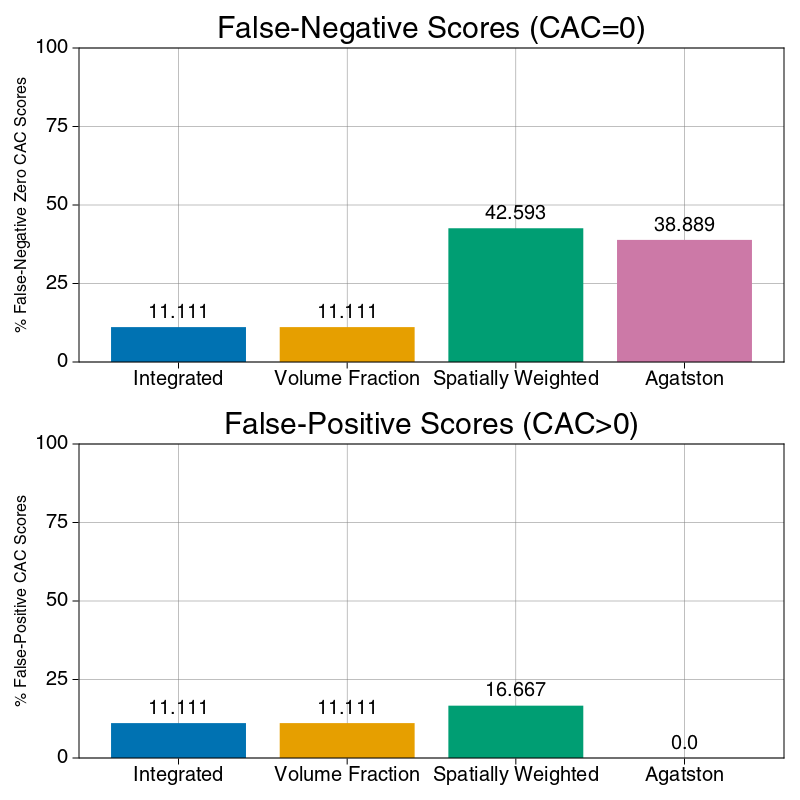 False-Negative Scores (CAC=0)
% False-Negative Zero CAC Scores
100
75
50
25
0
11.111
11.111
42.593
38.889
Integrated
Volume Fraction
Spatially Weighted
Agatston
False-Positive Scores (CAC>0)
% False-Positive CAC Scores
100
75
50
25
0
11.111
11.111
16.667
0.0
Integrated
Volume Fraction
Spatially Weighted
Agatston